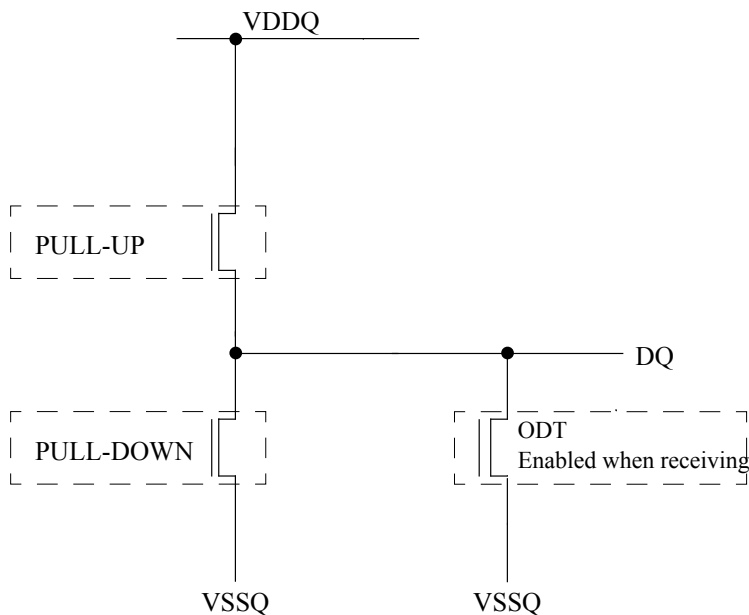 VDDQ
PULL-UP
DQ
PULL-DOWN
ODT
Enabled when receiving
VSSQ
VSSQ